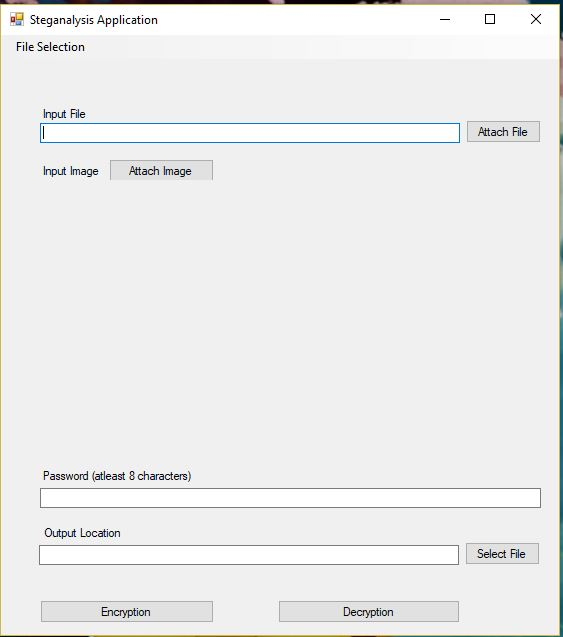 Steganalysis Application
File Selection
Input File
Attach File
Input Image Attach Image
Password (atleast 8 characters)
Output Location
Select File
Encryption Decryption